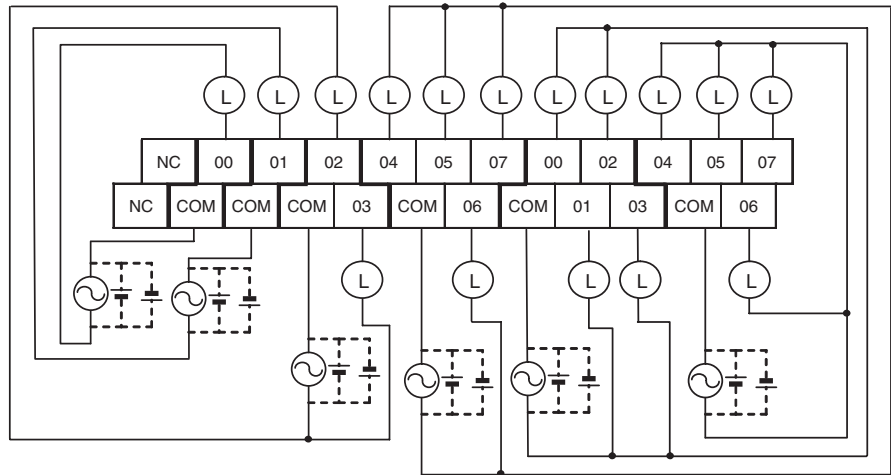 L L L L L L L L L L L
NC 00 01 02 04 05 07 00 02 04 05 07
NC COM COM COM 03 COM 06 COM 01 03 COM 06
L L L L L